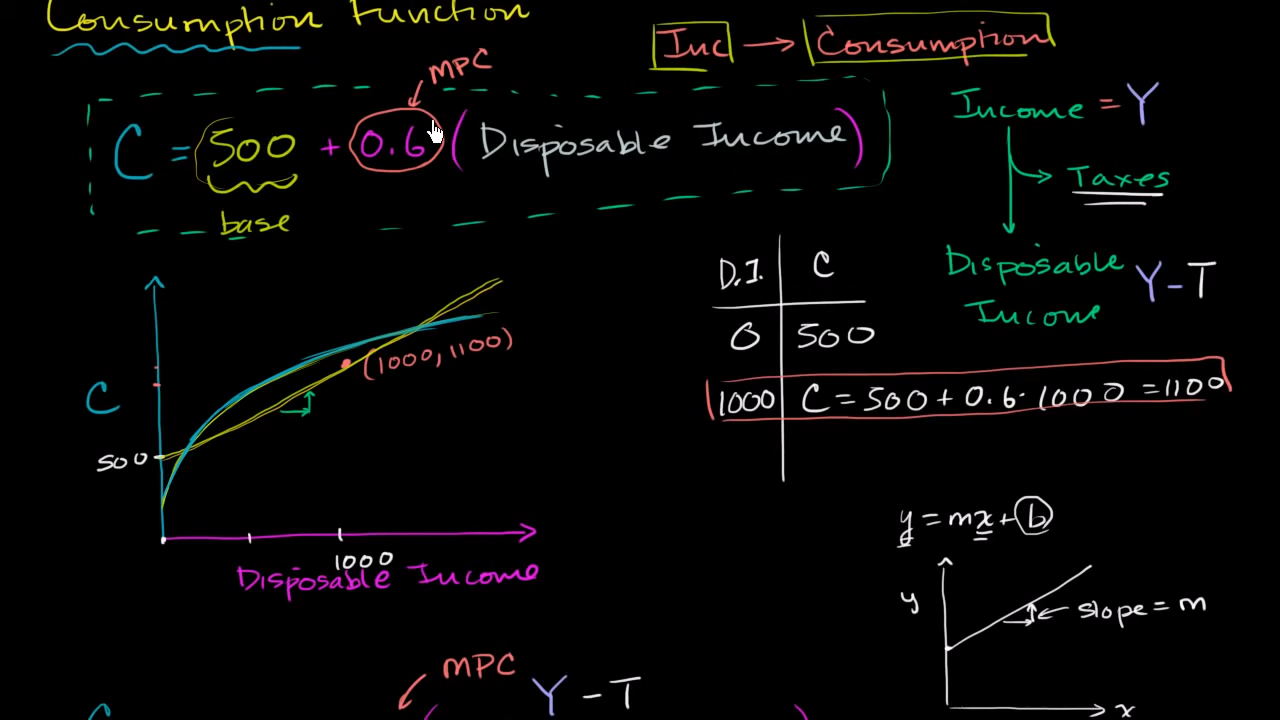 Consumption Function
Inc → Consumption
MPC
C = 500 + 0.6 ( Disposable Income )
base
Income = Y
Taxes
Disposable Income Y - T
D.I. C
0 500
1000 C = 500 + 0.6 · 1000 = 1100
C
500
(1000, 1100)
1000
Disposable Income
y = mx + b
y
slope = m
x
MPC
Y - T
C ( )